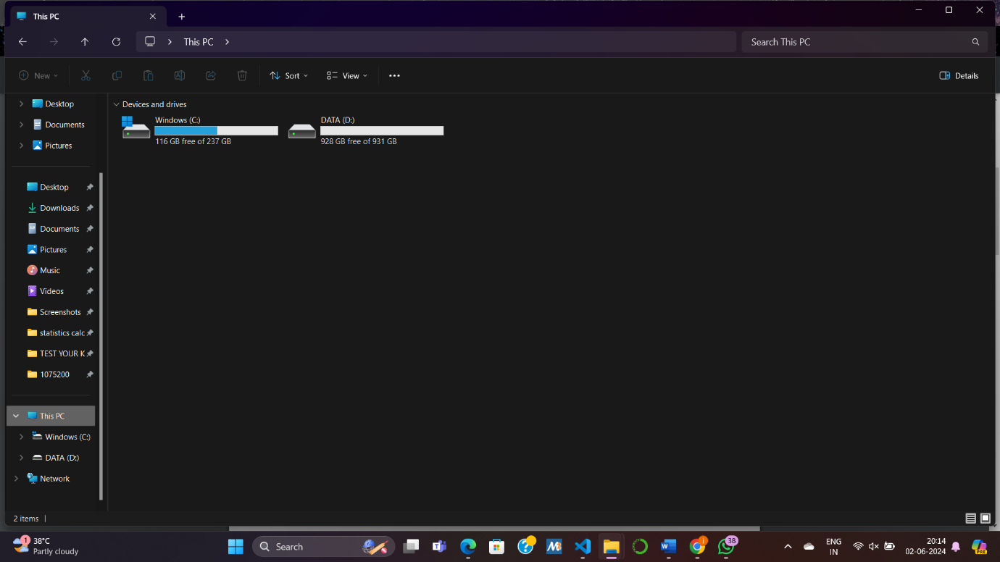 This PC
This PC
Search This PC
New
Sort
View
Details
Desktop
Documents
Pictures
Desktop
Downloads
Documents
Pictures
Music
Videos
Screenshots
statistics calc
TEST YOUR K
1075200
This PC
Windows (C:)
DATA (D:)
Network
Devices and drives
Windows (C:)
116 GB free of 237 GB
DATA (D:)
928 GB free of 931 GB
2 items
1
38°C
Partly cloudy
Search
38
ENG
IN
20:14
02-06-2024
PRE